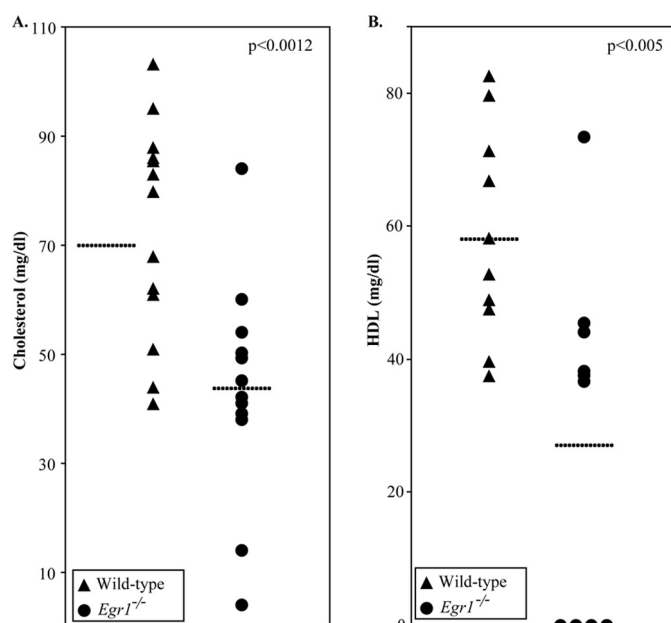 A.
110
p<0.0012
90
70
50
30
10
Cholesterol (mg/dl)
Wild-type
Egr1-/-
B.
p<0.005
80
60
40
20
0
HDL (mg/dl)
Wild-type
Egr1-/-